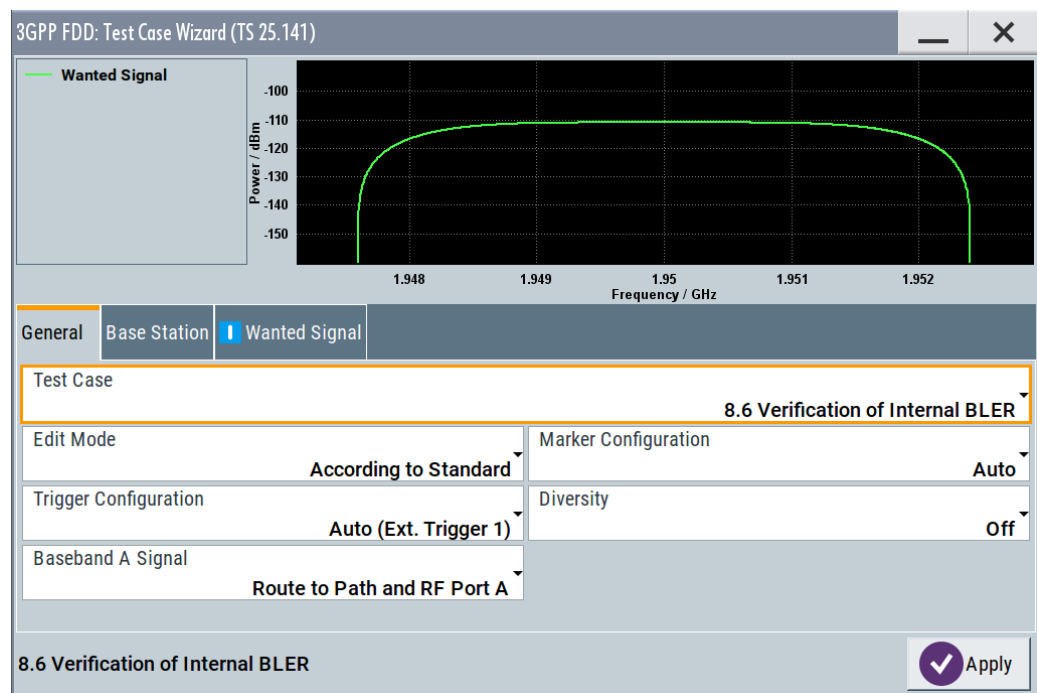 3GPP FDD: Test Case Wizard (TS 25.141)
Wanted Signal
-100
-110
-120
-130
-140
-150
Power / dBm
1.948 1.949 1.95 1.951 1.952
Frequency / GHz
General Base Station Wanted Signal
Test Case
8.6 Verification of Internal BLER
Edit Mode
According to Standard
Marker Configuration
Auto
Trigger Configuration
Auto (Ext. Trigger 1)
Diversity
Off
Baseband A Signal
Route to Path and RF Port A
8.6 Verification of Internal BLER
Apply